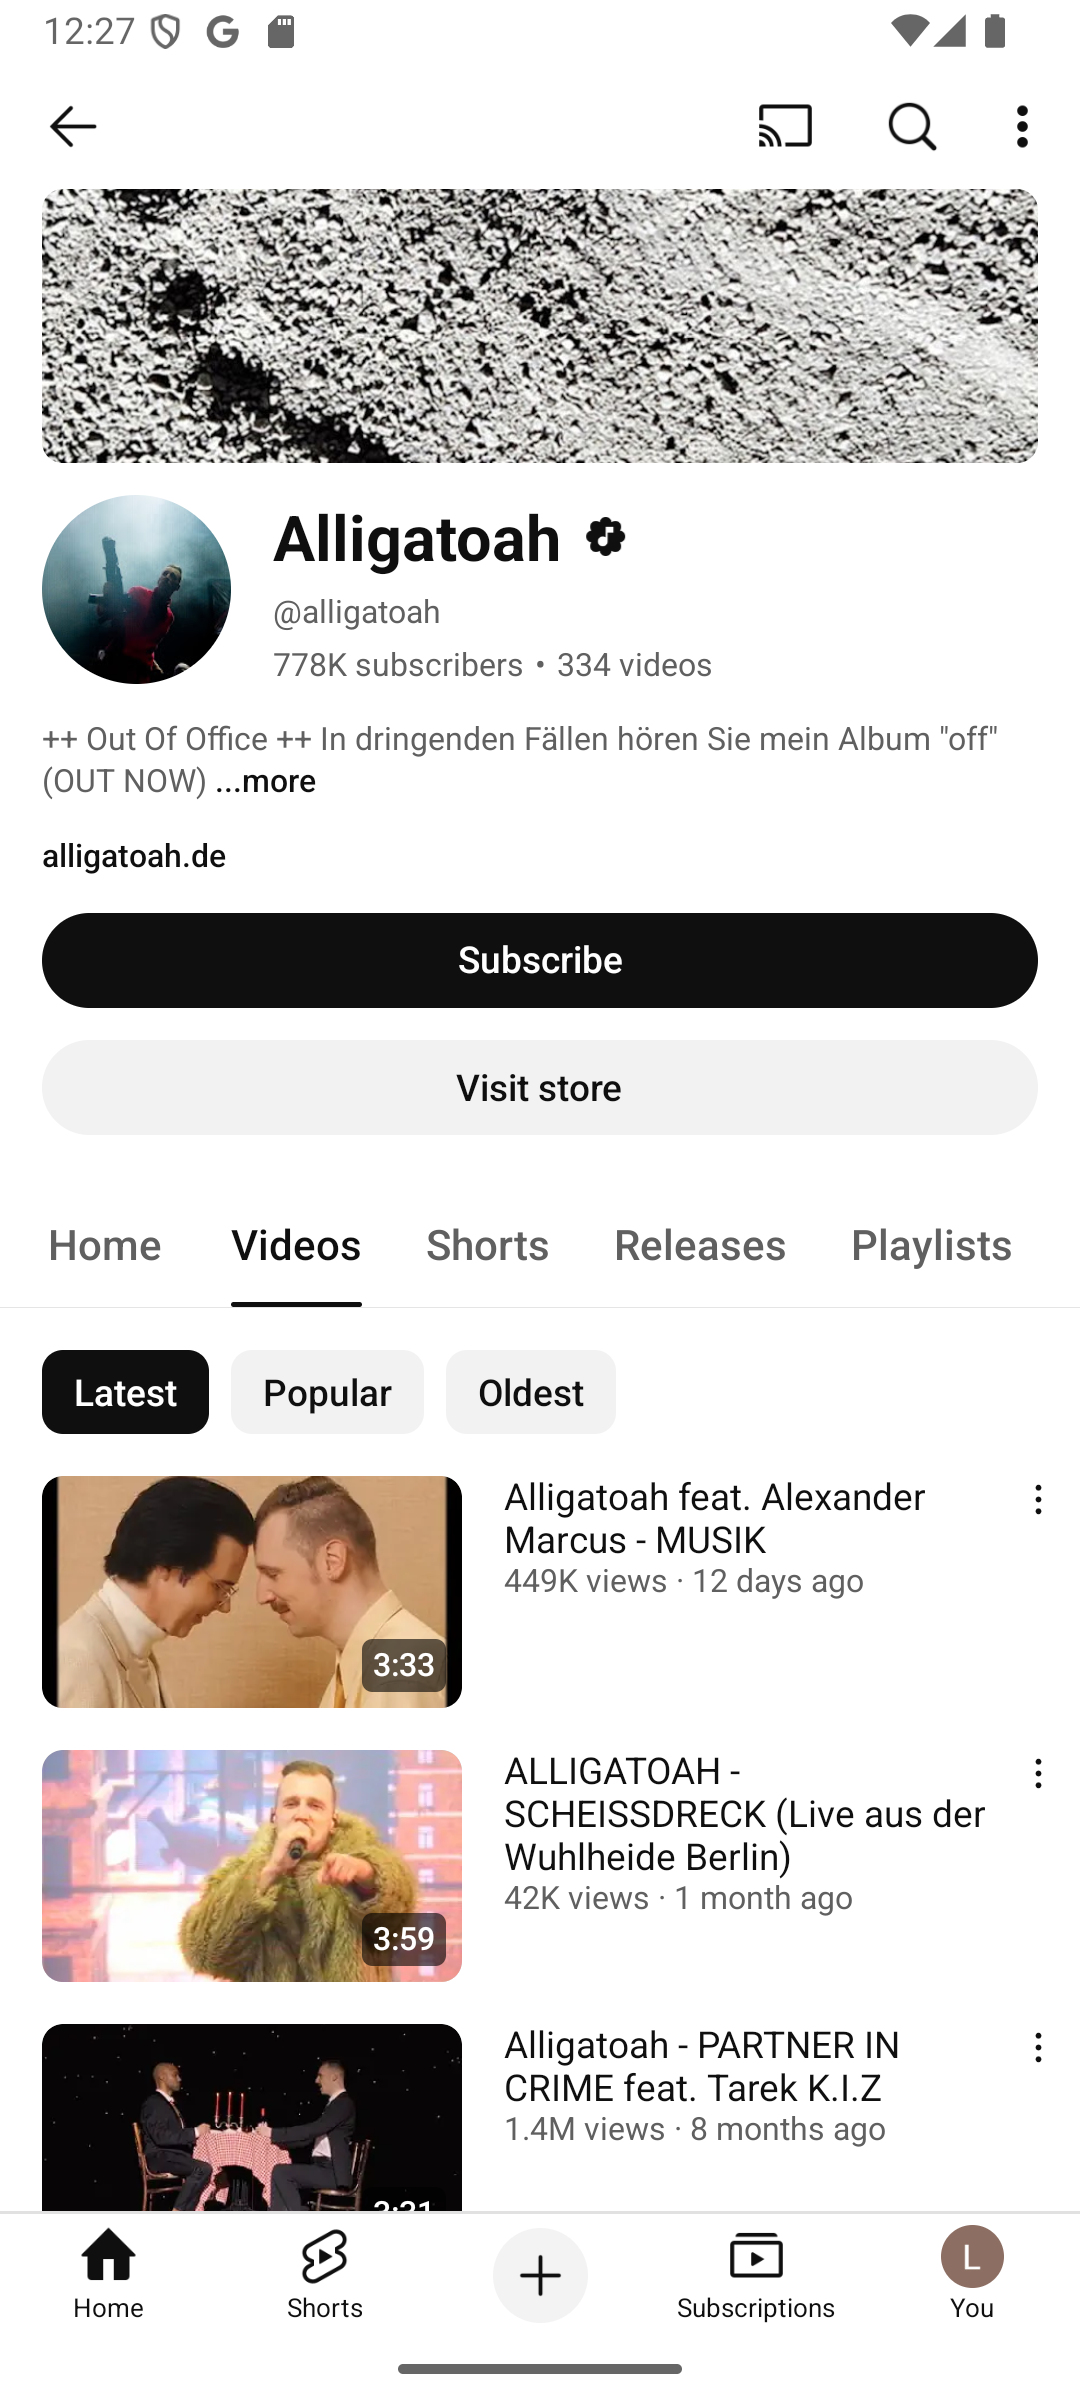 12:27
Alligatoah
@alligatoah
778K subscribers • 334 videos
++ Out Of Office ++ In dringenden Fällen hören Sie mein Album "off"
(OUT NOW) ...more
alligatoah.de
Subscribe
Visit store
Home Videos Shorts Releases Playlists
Latest Popular Oldest
Alligatoah feat. Alexander
Marcus - MUSIK
449K views · 12 days ago
3:33
ALLIGATOAH -
SCHEISSDRECK (Live aus der
Wuhlheide Berlin)
42K views · 1 month ago
3:59
Alligatoah - PARTNER IN
CRIME feat. Tarek K.I.Z
1.4M views · 8 months ago
Home Shorts Subscriptions You
L